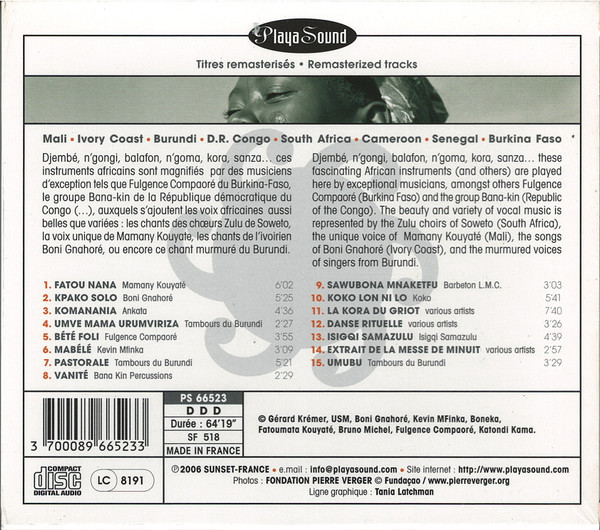 Playa Sound
Titres remasterisés • Remasterized tracks
Mali • Ivory Coast • Burundi • D.R. Congo • South Africa • Cameroon • Senegal • Burkina Faso
Djembé, n'gongi, balafon, n'goma, kora, sanza... ces
instruments africains sont magnifiés par des musiciens
d'exception tels que Fulgence Compaoré du Burkina-Faso,
le groupe Bana-kin de la République démocratique du
Congo (...), auxquels s'ajoutent les voix africaines aussi
belles que variées : les chants des chœurs Zulu de Soweto,
la voix unique de Mamany Kouyate, les chants de l'ivoirien
Boni Gnahoré, ou encore ce chant murmuré du Burundi.
Djembé, n'gongi, balafon, n'goma, kora, sanza... these
fascinating African instruments (and others) are played
here by exceptional musicians, amongst others Fulgence
Compaoré (Burkina Faso) and the group Bana-kin (Republic
of the Congo). The beauty and variety of vocal music is
represented by the Zulu choirs of Soweto (South Africa),
the unique voice of Mamany Kouyaté (Mali), the songs
of Boni Gnahoré (Ivory Coast), and the murmured voices
of singers from Burundi.
1. FATOU NANA Mamany Kouyaté 6'02
2. KPAKO SOLO Boni Gnahoré 5'25
3. KOMANANIA Ankata 4'36
4. UMVE MAMA URUMVIRIZA Tambours du Burundi 2'27
5. BÉTÉ FOLI Fulgence Compaoré 3'55
6. MABÉLÉ Kevin Mfinka 3'09
7. PASTORALE Tambours du Burundi 5'21
8. VANITÉ Bana Kin Percussions 2'29
9. SAWUBONA MNAKETFU Barbeton L.M.C. 3'03
10. KOKO LON NI LO Koko 5'41
11. LA KORA DU GRIOT various artists 7'40
12. DANSE RITUELLE various artists 3'26
13. ISIGQI SAMAZULU Isigqi Samazulu 3'39
14. EXTRAIT DE LA MESSE DE MINUIT various artists 2'57
15. UMUBU Tambours du Burundi 3'29
3 700089 665233
PS 66523
D D D
Durée : 64'19"
SF 518
MADE IN FRANCE
© Gérard Krémer, USM, Boni Gnahoré, Kevin MFinka, Boneka,
Fatoumata Kouyaté, Bruno Michel, Fulgence Compaoré, Katondi Kama.
COMPACT
disc
DIGITAL AUDIO
LC 8191
℗2006 SUNSET-FRANCE • e.mail : info@playasound.com • Site internet : http://www.playasound.com
Photos : FONDATION PIERRE VERGER © Fundaçao / www.pierreverger.org
Ligne graphique : Tania Latchman